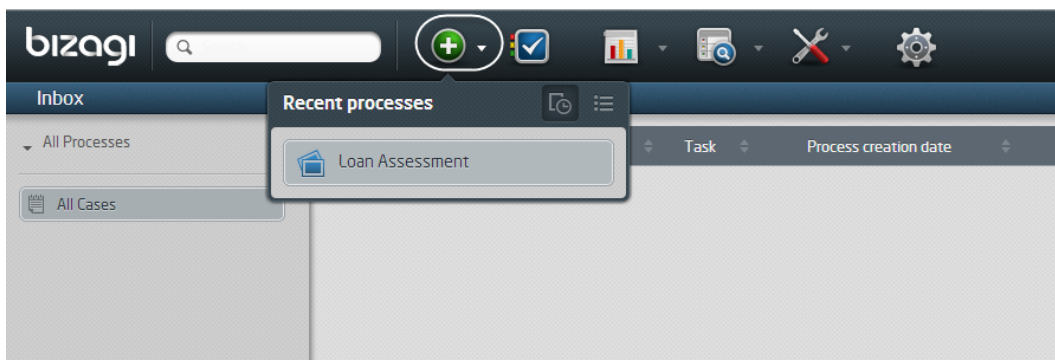 bizagi
Inbox
Recent processes
All Processes
Loan Assessment
Task
Process creation date
All Cases